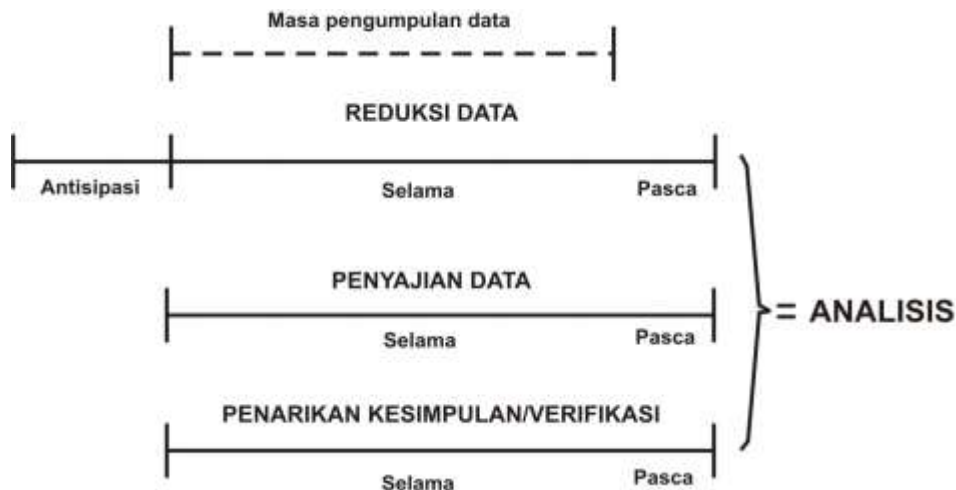 Masa pengumpulan data
REDUKSI DATA
Antisipasi Selama Pasca
PENYAJIAN DATA
Selama Pasca
= ANALISIS
PENARIKAN KESIMPULAN/VERIFIKASI
Selama Pasca